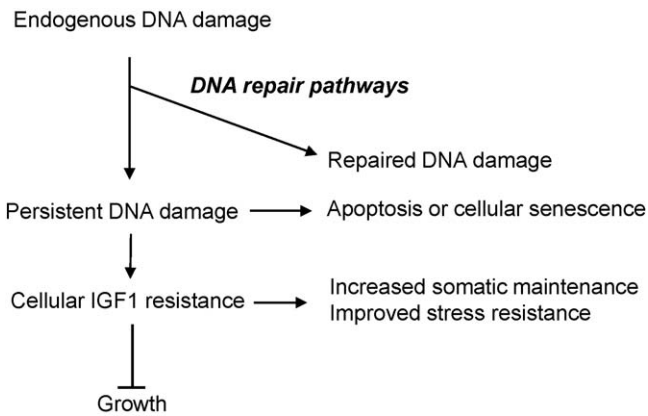 Endogenous DNA damage
DNA repair pathways
Repaired DNA damage
Persistent DNA damage
Apoptosis or cellular senescence
Cellular IGF1 resistance
Increased somatic maintenance
Improved stress resistance
Growth